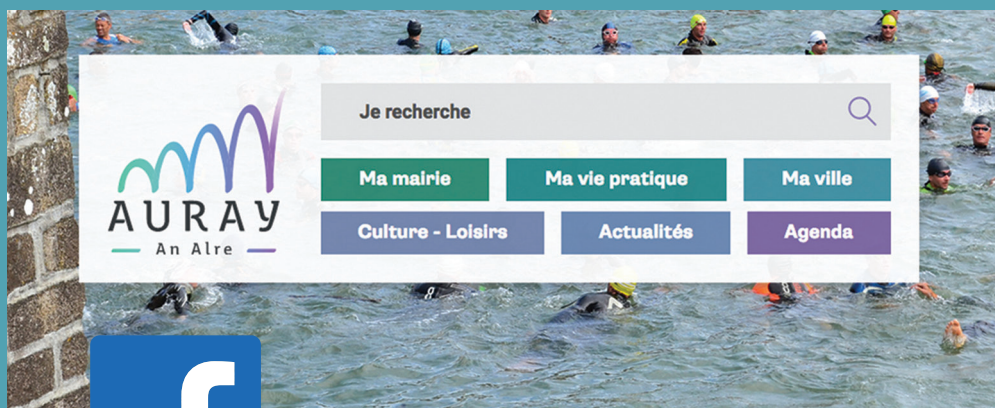 Je recherche
Ma mairie
Ma vie pratique
Ma ville
Culture - Loisirs
Actualités
Agenda
AURAY
An Alre
f